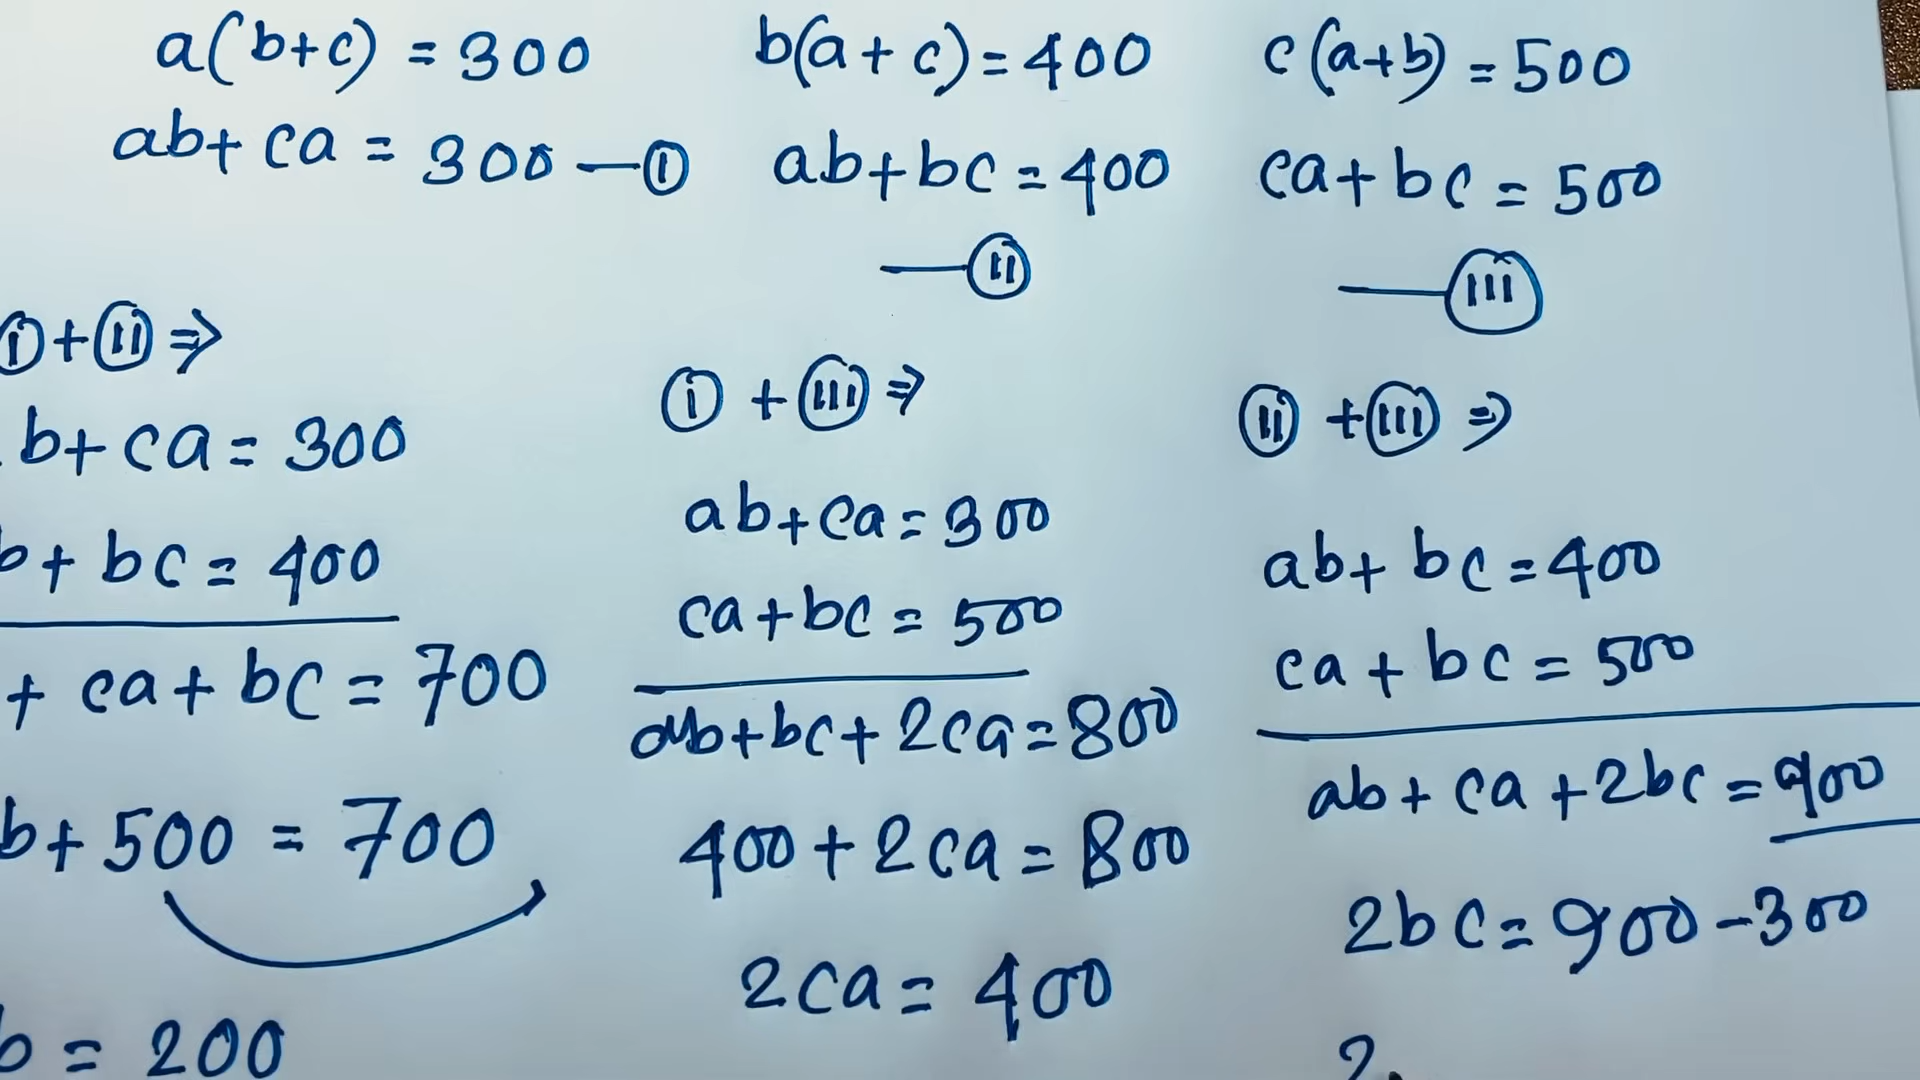 a(b+c) = 300
ab+ca = 300 —①
b(a+c)=400
ab+bc=400
—ⓘⓘ
c(a+b)=500
ca+bc=500
—ⓘⓘⓘ
ⓘ+ⓘⓘ⇒
b+ca=300
b+bc=400
+ca+bc=700
b+500=700
b=200
ⓘ+ⓘⓘⓘ⇒
ab+ca=300
ca+bc=500
ab+bc+2ca=800
400+2ca=800
2ca=400
ⓘⓘ+ⓘⓘⓘ⇒
ab+bc=400
ca+bc=500
ab+ca+2bc=900
2bc=900-300
2